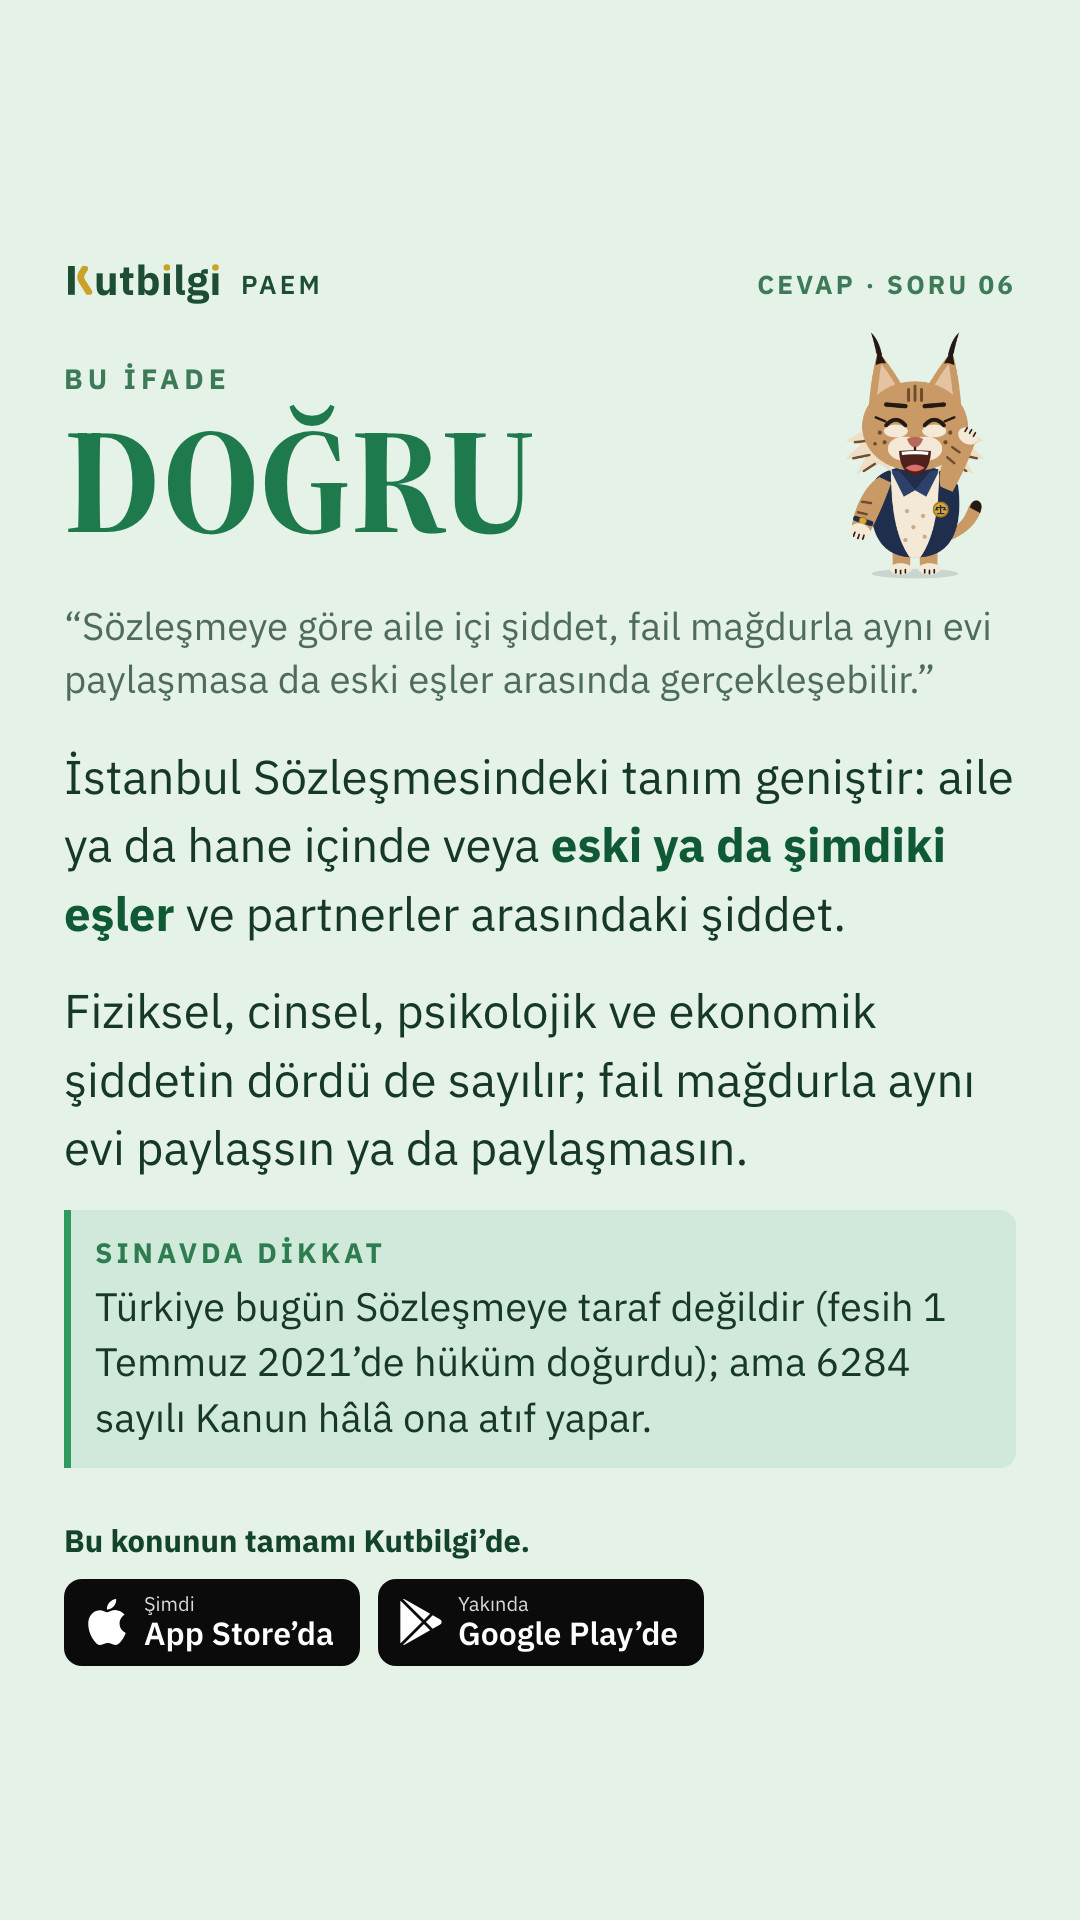 Kutbilgi PAEM
CEVAP · SORU 06
BU İFADE
DOĞRU
“Sözleşmeye göre aile içi şiddet, fail mağdurla aynı evi
paylaşmasa da eski eşler arasında gerçekleşebilir.”
İstanbul Sözleşmesindeki tanım geniştir: aile
ya da hane içinde veya eski ya da şimdiki
eşler ve partnerler arasındaki şiddet.
Fiziksel, cinsel, psikolojik ve ekonomik
şiddetin dördü de sayılır; fail mağdurla aynı
evi paylaşsın ya da paylaşmasın.
SINAVDA DİKKAT
Türkiye bugün Sözleşmeye taraf değildir (fesih 1
Temmuz 2021’de hüküm doğurdu); ama 6284
sayılı Kanun hâlâ ona atıf yapar.
Bu konunun tamamı Kutbilgi’de.
Şimdi
App Store’da
Yakında
Google Play’de